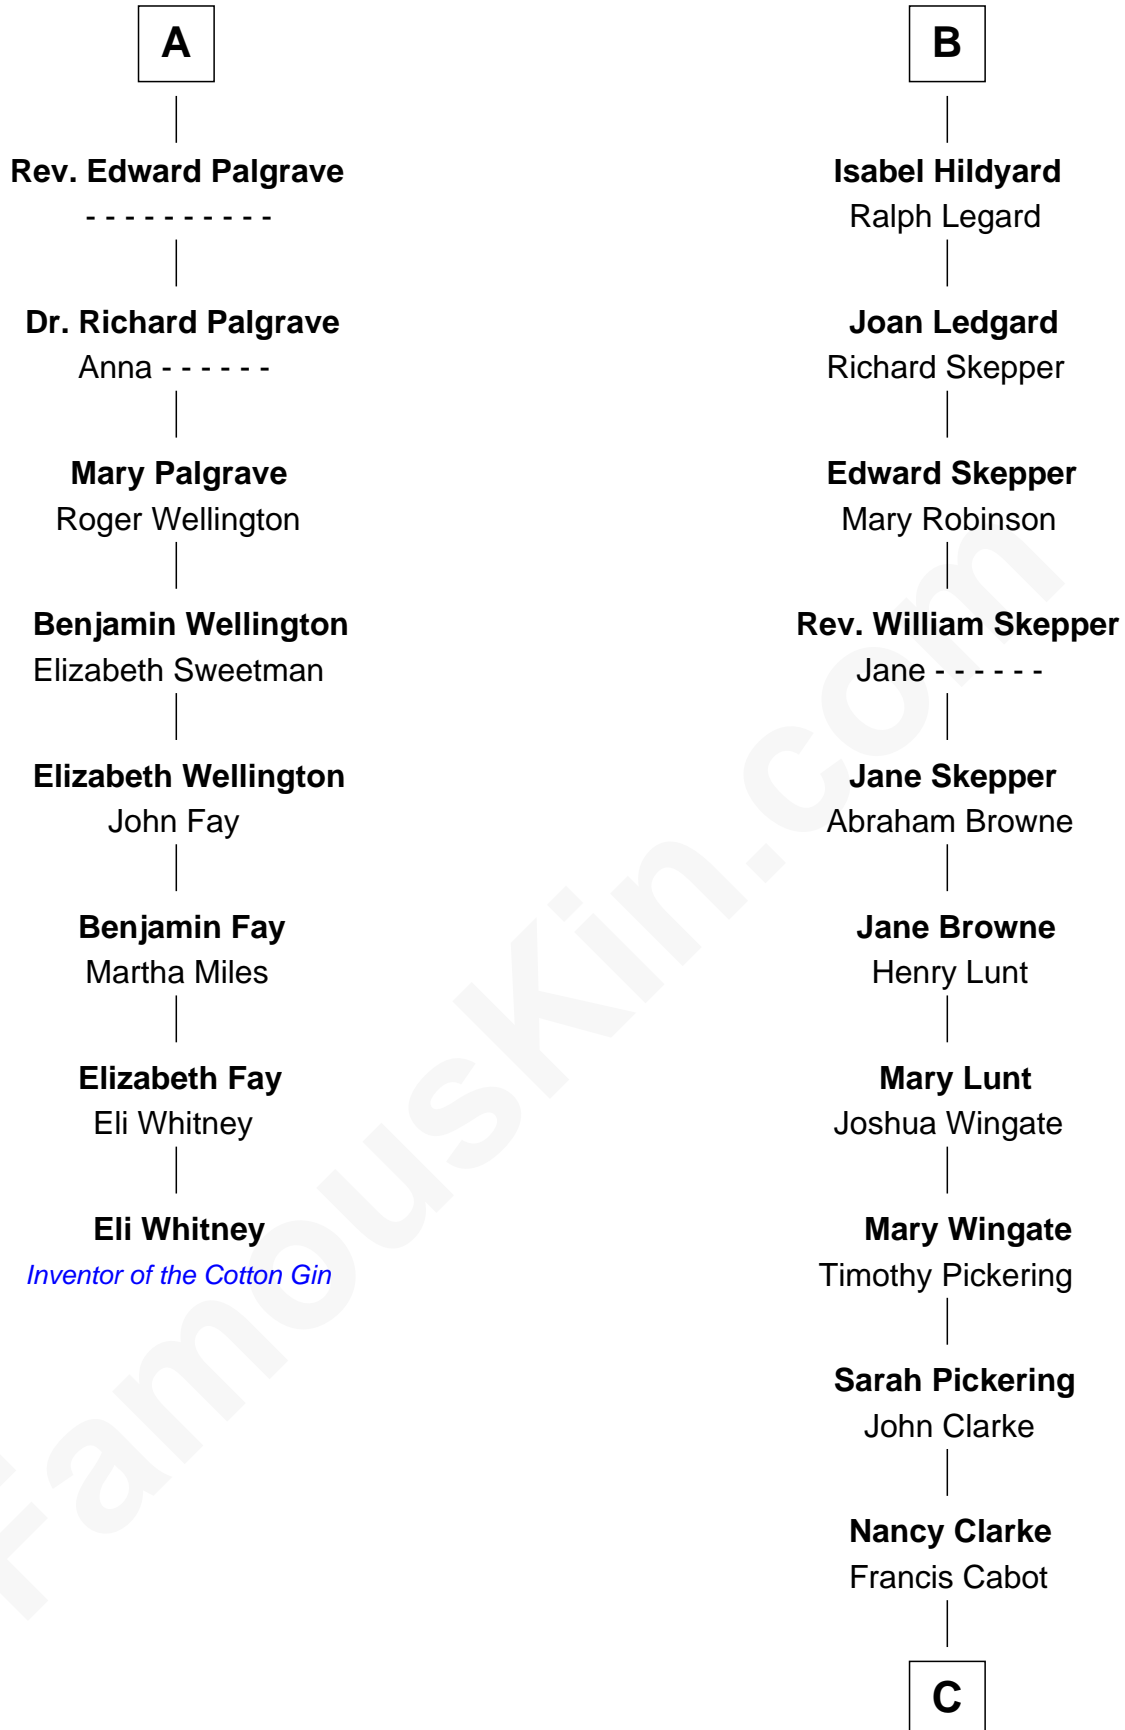 A
Rev. Edward Palgrave
- - - - - - - - - -
Dr. Richard Palgrave
Anna - - - - - -
Mary Palgrave
Roger Wellington
Benjamin Wellington
Elizabeth Sweetman
Elizabeth Wellington
John Fay
Benjamin Fay
Martha Miles
Elizabeth Fay
Eli Whitney
Eli Whitney
Inventor of the Cotton Gin
B
Isabel Hildyard
Ralph Legard
Joan Ledgard
Richard Skepper
Edward Skepper
Mary Robinson
Rev. William Skepper
Jane - - - - - -
Jane Skepper
Abraham Browne
Jane Browne
Henry Lunt
Mary Lunt
Joshua Wingate
Mary Wingate
Timothy Pickering
Sarah Pickering
John Clarke
Nancy Clarke
Francis Cabot
C
FamousKin.com